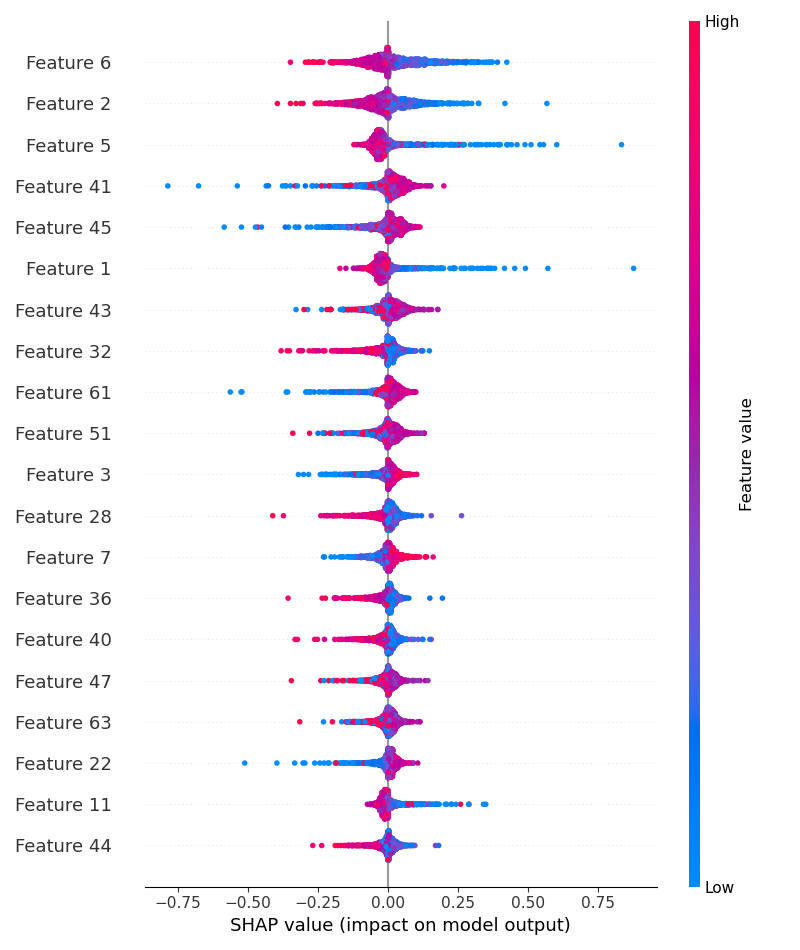 High
Feature 6
Feature 2
Feature 5
Feature 41
Feature 45
Feature 1
Feature 43
Feature 32
Feature 61
Feature 51
Feature 3
Feature 28
Feature 7
Feature 36
Feature 40
Feature 47
Feature 63
Feature 22
Feature 11
Feature 44
Feature value
Low
−0.75 −0.50 −0.25 0.00 0.25 0.50 0.75
SHAP value (impact on model output)